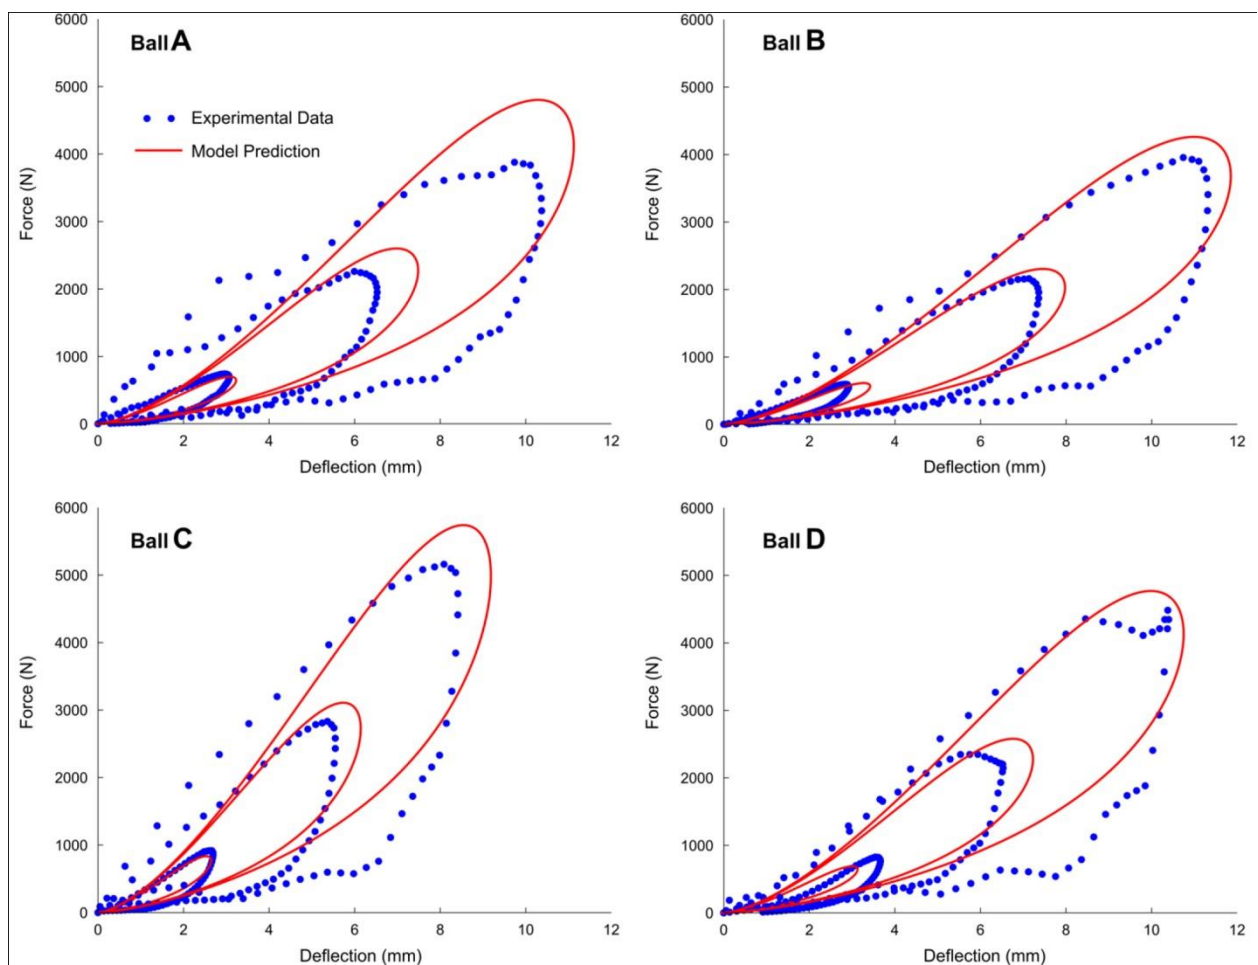 Ball A
Experimental Data
Model Prediction
Force (N)
6000
5000
4000
3000
2000
1000
0
0 2 4 6 8 10 12
Deflection (mm)
Ball B
Force (N)
6000
5000
4000
3000
2000
1000
0
0 2 4 6 8 10 12
Deflection (mm)
Ball C
Force (N)
6000
5000
4000
3000
2000
1000
0
0 2 4 6 8 10 12
Deflection (mm)
Ball D
Force (N)
6000
5000
4000
3000
2000
1000
0
0 2 4 6 8 10 12
Deflection (mm)